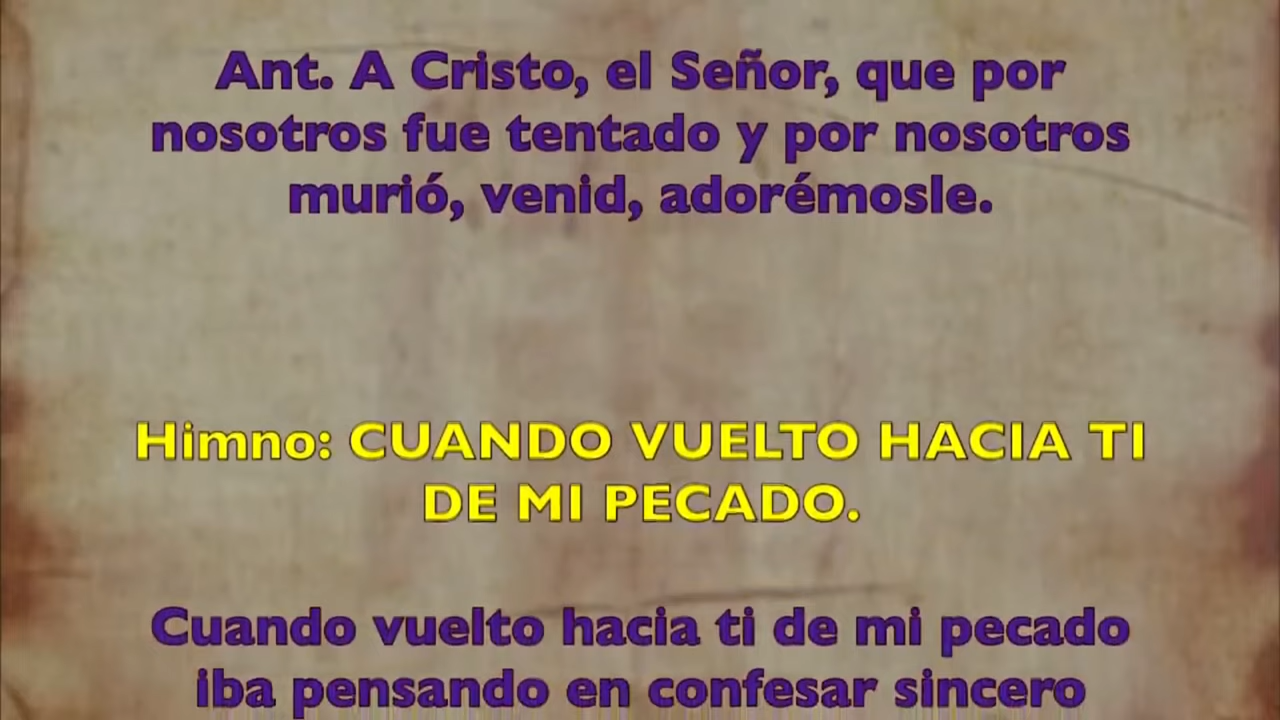 Ant. A Cristo, el Señor, que por
nosotros fue tentado y por nosotros
murió, venid, adorémosle.
Himno: CUANDO VUELTO HACIA TI
DE MI PECADO.
Cuando vuelto hacia ti de mi pecado
iba pensando en confesar sincero